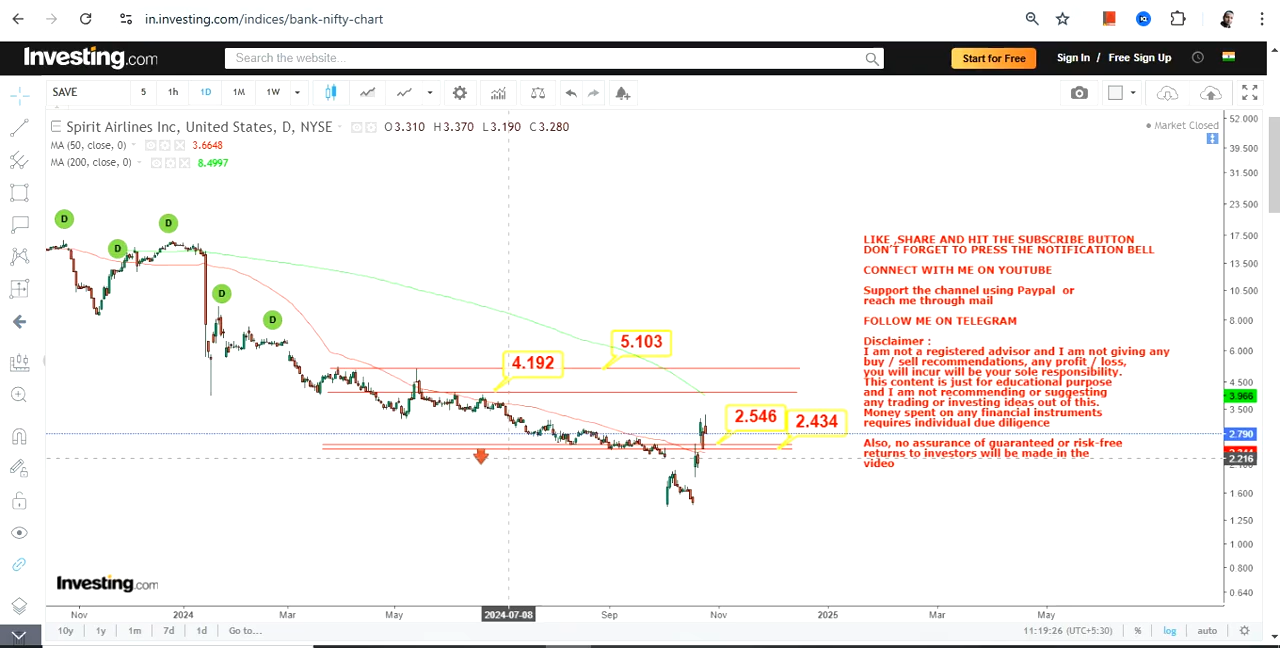 in.investing.com/indices/bank-nifty-chart
Investing.com
Search the website...
Start for Free
Sign In / Free Sign Up
SAVE
5
1h
1D
1M
1W
Spirit Airlines Inc, United States, D, NYSE
O3.310 H3.370 L3.190 C3.280
Market Closed
MA (50, close, 0)
3.6648
MA (200, close, 0)
8.4997
52.000
39.500
31.500
23.500
17.500
13.500
10.500
8.000
6.000
4.500
3.966
3.500
2.790
2.216
1.600
1.250
1.000
0.800
0.640
D
D
D
D
D
5.103
4.192
2.546
2.434
LIKE ,SHARE AND HIT THE SUBSCRIBE BUTTON
DON'T FORGET TO PRESS THE NOTIFICATION BELL
CONNECT WITH ME ON YOUTUBE
Support the channel using Paypal or
reach me through mail
FOLLOW ME ON TELEGRAM
Disclaimer :
I am not a registered advisor and I am not giving any
buy / sell recommendations, any profit / loss,
you will incur will be your sole responsibility.
This content is just for educational purpose
and I am not recommending or suggesting
any trading or investing ideas out of this.
Money spent on any financial instruments
requires individual due diligence
Also, no assurance of guaranteed or risk-free
returns to investors will be made in the
video
Investing.com
Nov
2024
Mar
May
2024-07-08
Sep
Nov
2025
Mar
May
10y
1y
1m
7d
1d
Go to...
11:19:26 (UTC+5:30)
%
log
auto